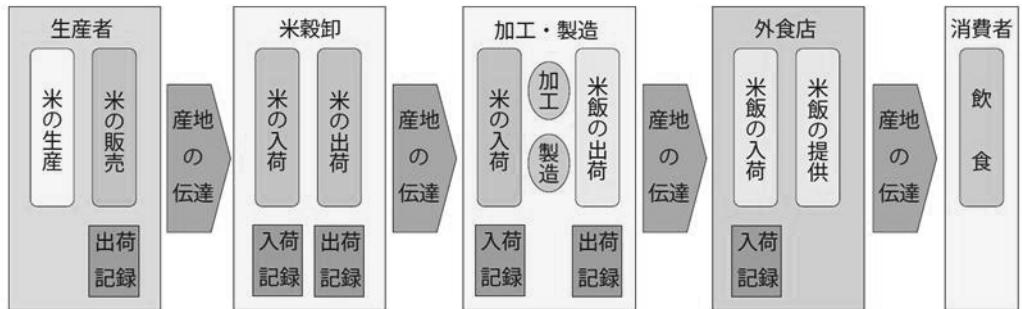 生産者
米の生産
米の販売
出荷
記録
産地
の
伝達
米穀卸
米の入荷
米の出荷
入荷
記録
出荷
記録
産地
の
伝達
加工・製造
米の入荷
加工
製造
米飯の出荷
入荷
記録
出荷
記録
産地
の
伝達
外食店
米飯の入荷
米飯の提供
入荷
記録
産地
の
伝達
消費者
飲食